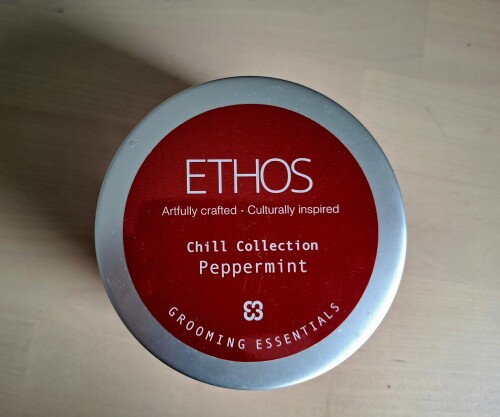 ETHOS
Artfully crafted · Culturally inspired
Chill Collection
Peppermint
GROOMING ESSENTIALS